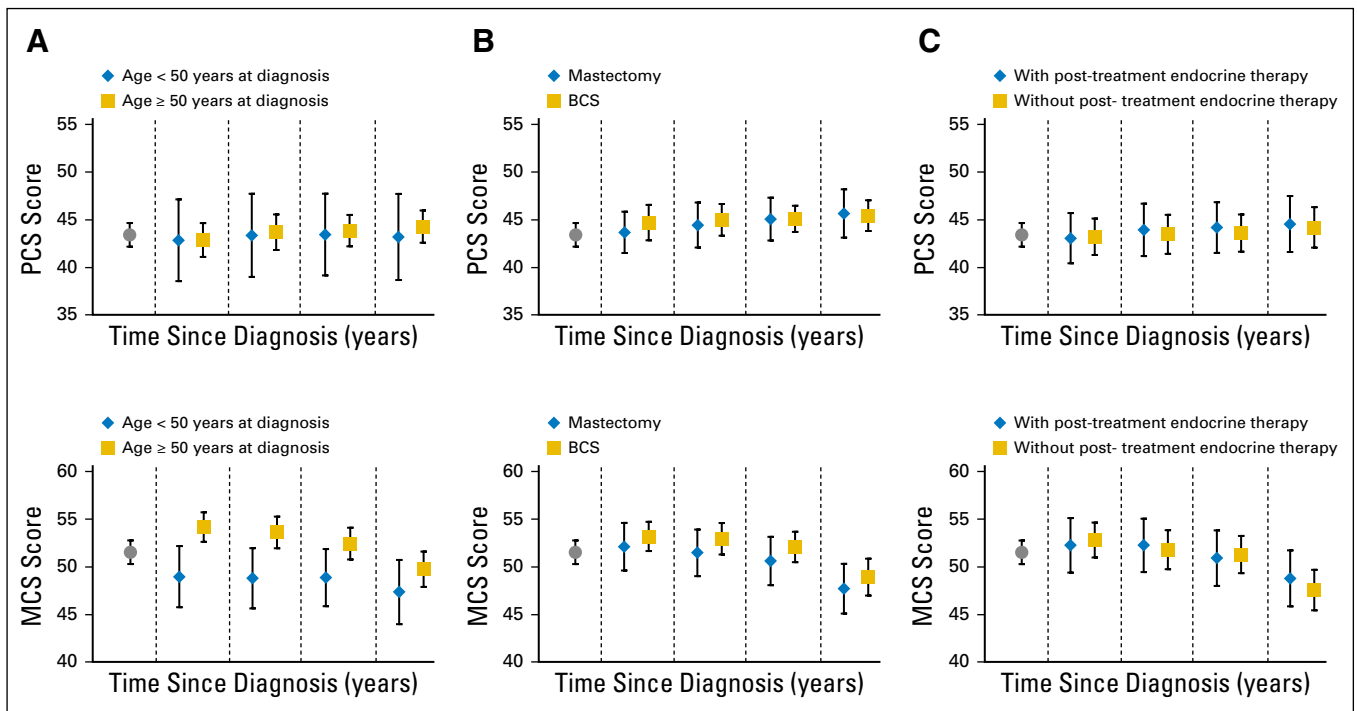 A
Age < 50 years at diagnosis
Age ≥ 50 years at diagnosis
55
50
45
40
35
PCS Score
Time Since Diagnosis (years)
B
Mastectomy
BCS
55
50
45
40
35
PCS Score
Time Since Diagnosis (years)
C
With post-treatment endocrine therapy
Without post- treatment endocrine therapy
55
50
45
40
35
PCS Score
Time Since Diagnosis (years)
Age < 50 years at diagnosis
Age ≥ 50 years at diagnosis
60
55
50
45
40
MCS Score
Time Since Diagnosis (years)
Mastectomy
BCS
60
55
50
45
40
MCS Score
Time Since Diagnosis (years)
With post-treatment endocrine therapy
Without post- treatment endocrine therapy
60
55
50
45
40
MCS Score
Time Since Diagnosis (years)